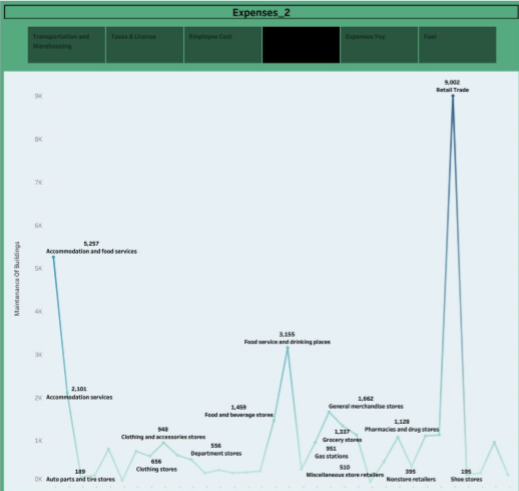 Expenses_2
Transportation and
Warehousing
Taxes & License
Employee Cost
Expenses Yoy
Fuel
9,002
Retail Trade
9K
8K
7K
6K
5K
4K
3K
2K
1K
0K
Maintanance Of Buildings
5,257
Accommodation and food services
3,155
Food service and drinking places
2,101
Accommodation services
1,459
Food and beverage stores
1,662
General merchandise stores
948
Clothing and accessories stores
656
Clothing stores
556
Department stores
1,337
Grocery stores
951
Gas stations
1,128
Pharmacies and drug stores
510
Miscellaneous store retailers
395
Nonstore retailers
189
Auto parts and tire stores
195
Shoe stores